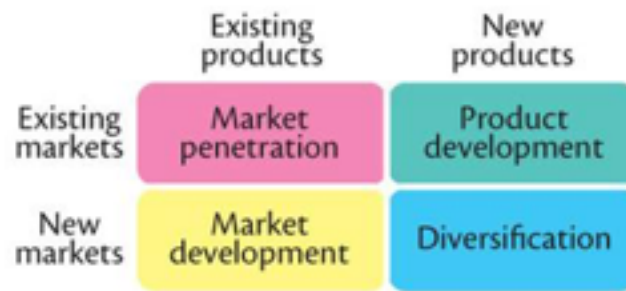 Existing products
New products
Existing markets
Market penetration
Product development
New markets
Market development
Diversification